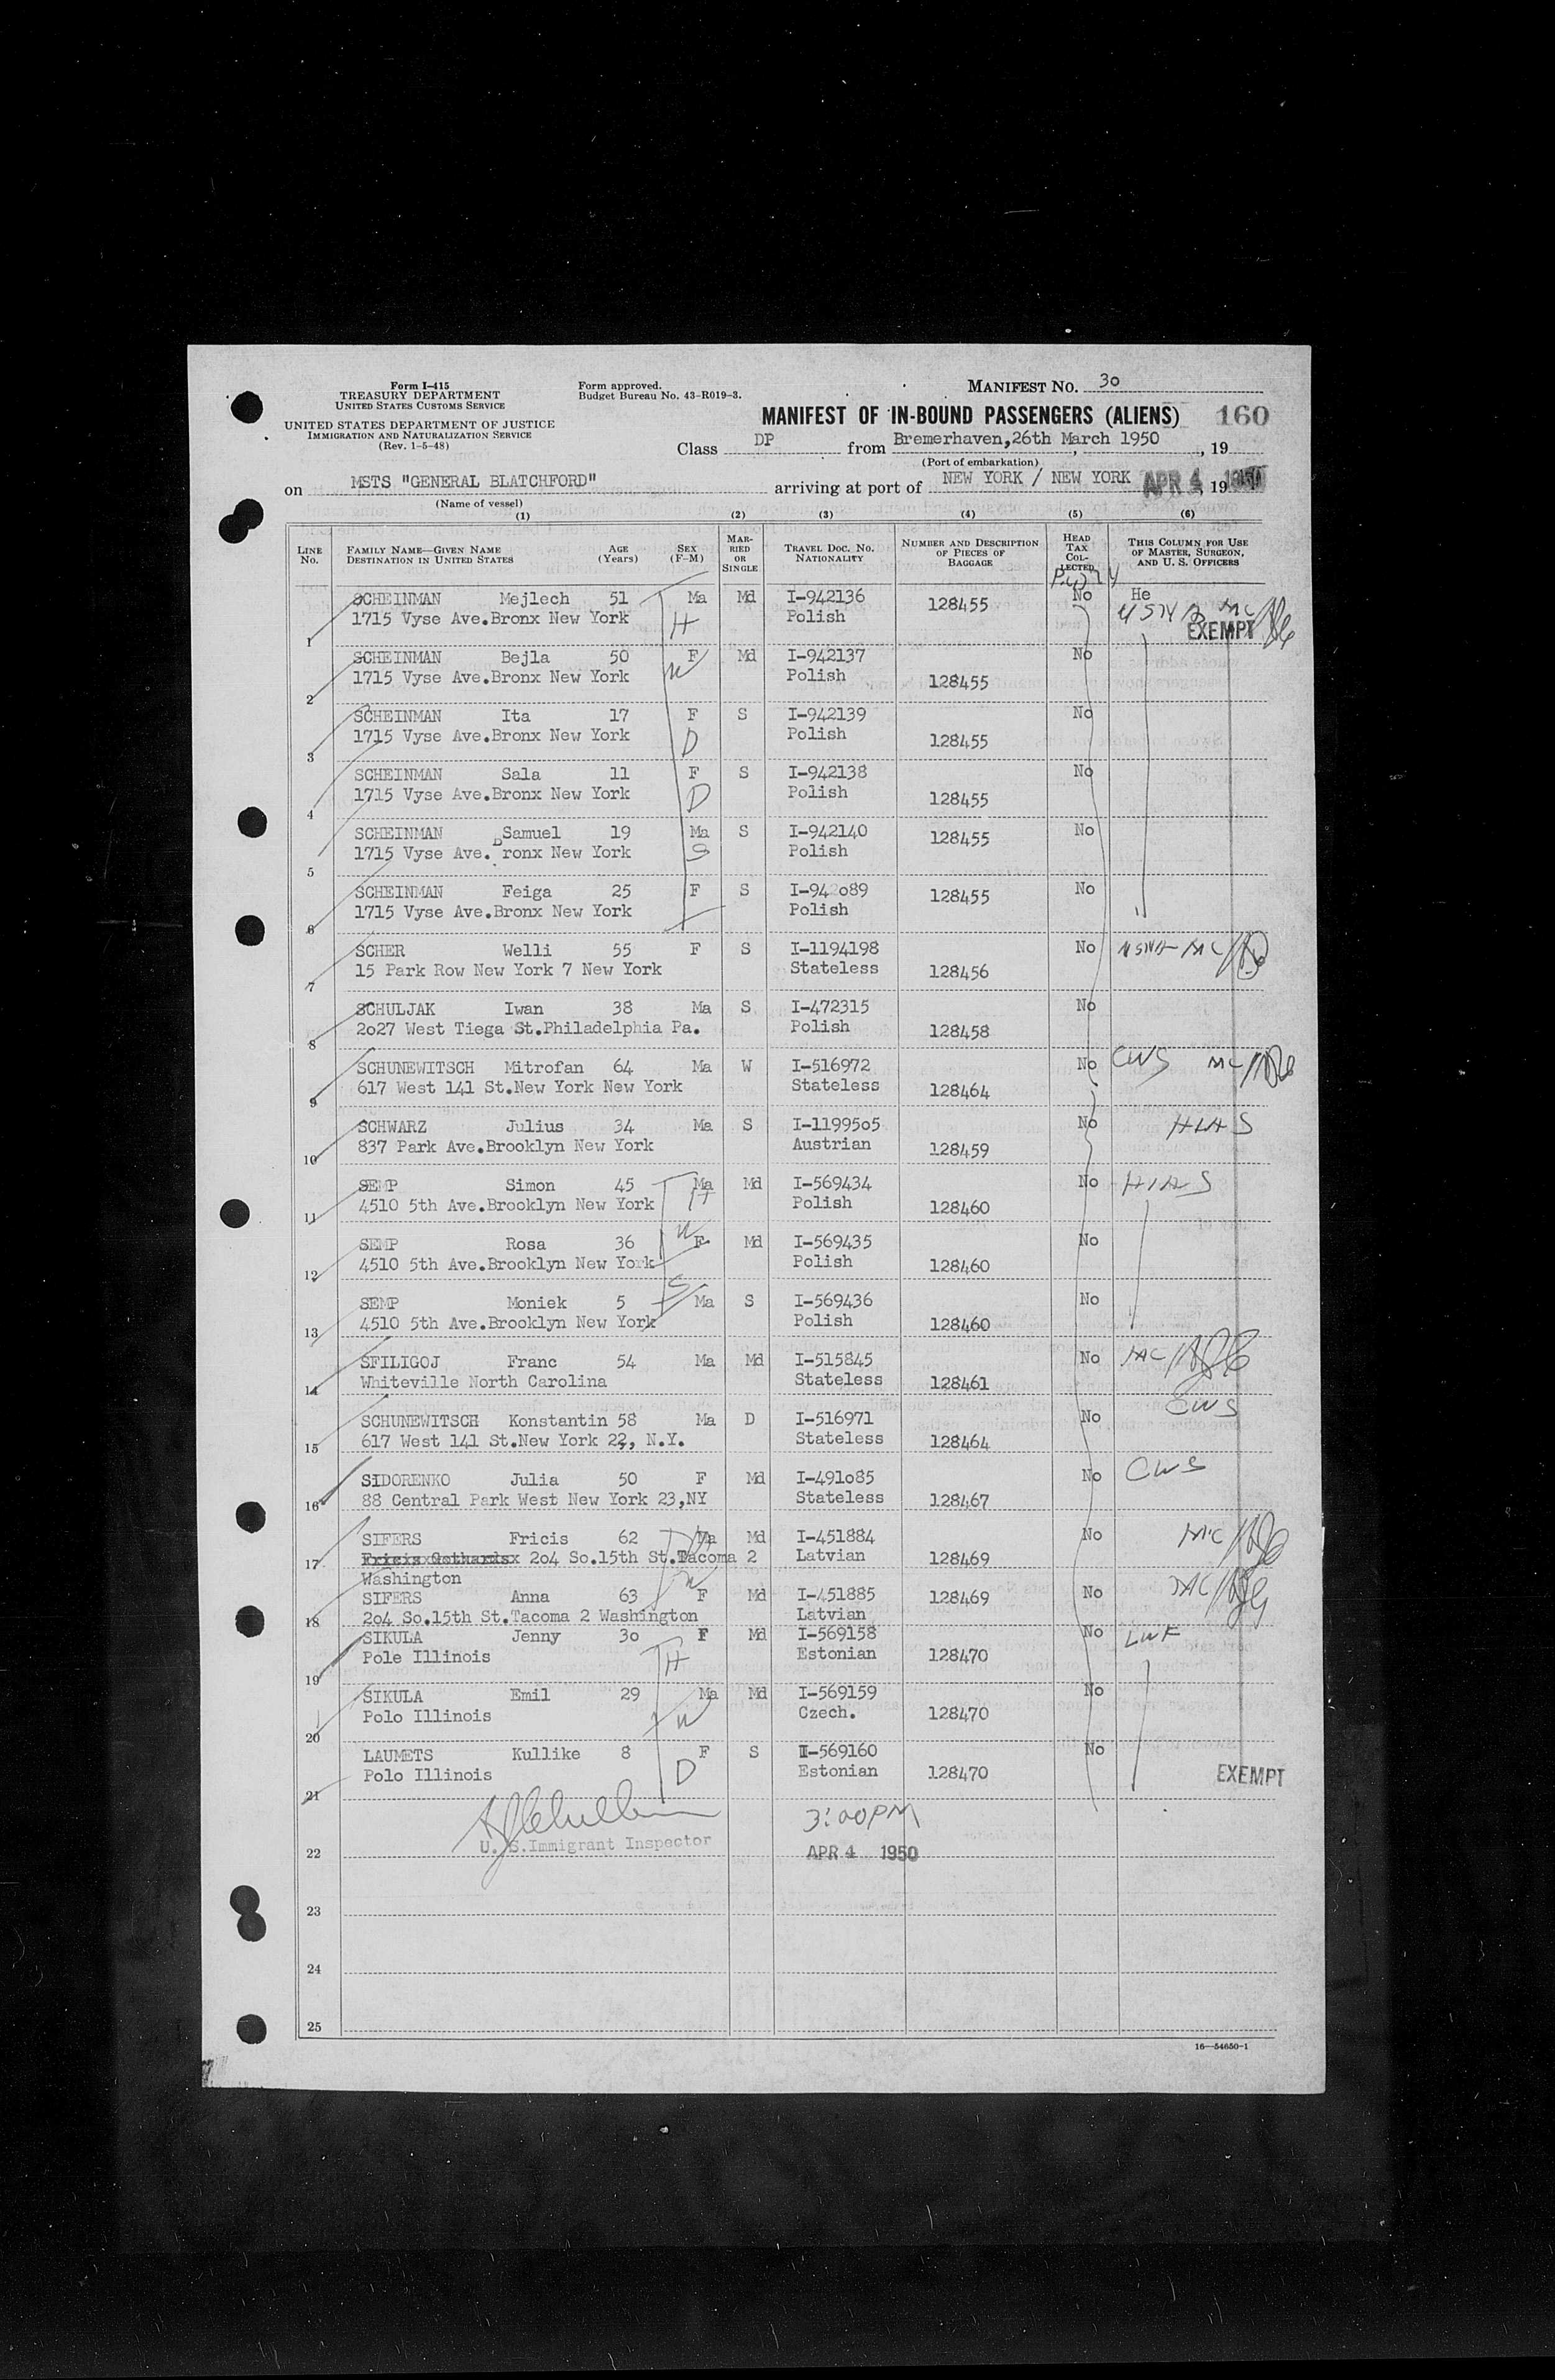 Form I-415
TREASURY DEPARTMENT
UNITED STATES CUSTOMS SERVICE
UNITED STATES DEPARTMENT OF JUSTICE
IMMIGRATION AND NATURALIZATION SERVICE
(Rev. 1-5-48)
Form approved.
Budget Bureau No. 43-R019-3.
MANIFEST NO. 30
MANIFEST OF IN-BOUND PASSENGERS (ALIENS) 160
Class DP from Bremerhaven,26th March 1950, 19
(Port of embarkation)
on MSTS "GENERAL BLATCHFORD" arriving at port of NEW YORK / NEW YORK APR 4 1950
(Name of vessel)
(1) (2) (3) (4) (5) (6)
LINE NO. FAMILY NAME—GIVEN NAME DESTINATION IN UNITED STATES AGE (Years) SEX (F-M) MARRIED OR SINGLE TRAVEL DOC. NO. NATIONALITY NUMBER AND DESCRIPTION OF PIECES OF BAGGAGE HEAD TAX COLLECTED THIS COLUMN FOR USE OF MASTER, SURGEON, AND U. S. OFFICERS
SCHEINMAN Mejlech 51 Ma Md I-942136 128455 No He
1 1715 Vyse Ave.Bronx New York H Polish EXEMPT
SCHEINMAN Bejla 50 F Md I-942137 No
2 1715 Vyse Ave.Bronx New York W Polish 128455
SCHEINMAN Ita 17 F S I-942139 No
3 1715 Vyse Ave.Bronx New York D Polish 128455
SCHEINMAN Sala 11 F S I-942138 No
4 1715 Vyse Ave.Bronx New York D Polish 128455
SCHEINMAN Samuel 19 Ma S I-942140 128455 No
5 1715 Vyse Ave.Bronx New York S Polish
SCHEINMAN Feiga 25 F S I-942o89 128455 No
6 1715 Vyse Ave.Bronx New York Polish
SCHER Welli 55 F S I-1194198 No
7 15 Park Row New York 7 New York Stateless 128456
SCHULJAK Iwan 38 Ma S I-472315 No
8 2o27 West Tiega St.Philadelphia Pa. Polish 128458
SCHUNEWITSCH Mitrofan 64 Ma W I-516972 No CWS
9 617 West 141 St.New York New York Stateless 128464
SCHWARZ Julius 34 Ma S I-11995o5 No HIAS
10 837 Park Ave.Brooklyn New York Austrian 128459
SEMP Simon 45 Ma Md I-569434 No HIAS
11 4510 5th Ave.Brooklyn New York H Polish 128460
SEMP Rosa 36 F Md I-569435 No
12 4510 5th Ave.Brooklyn New York W Polish 128460
SEMP Moniek 5 Ma S I-569436 No
13 4510 5th Ave.Brooklyn New York S Polish 128460
SFILIGOJ Franc 54 Ma Md I-515845 No
14 Whiteville North Carolina Stateless 128461
SCHUNEWITSCH Konstantin 58 Ma D I-516971 No CWS
15 617 West 141 St.New York 22, N.Y. Stateless 128464
SIDORENKO Julia 50 F Md I-491o85 No CWS
16 88 Central Park West New York 23,NY Stateless 128467
SIFERS Fricis 62 Ma Md I-451884 No
17 2o4 So.15th St.Tacoma 2 Latvian 128469
Washington
SIFERS Anna 63 F Md I-451885 128469 No
18 2o4 So.15th St.Tacoma 2 Washington Latvian
SIKULA Jenny 3o F Md I-569158 No LWF
19 Pole Illinois H Estonian 128470
SIKULA Emil 29 Ma Md I-569159 No
20 Polo Illinois W Czech. 128470
LAUMETS Kullike 8 F S I-569160 No
21 Polo Illinois D Estonian 128470 EXEMPT
3:00PM
U. S.Immigrant Inspector
22 APR 4 1950
23
24
25
16—54650-1